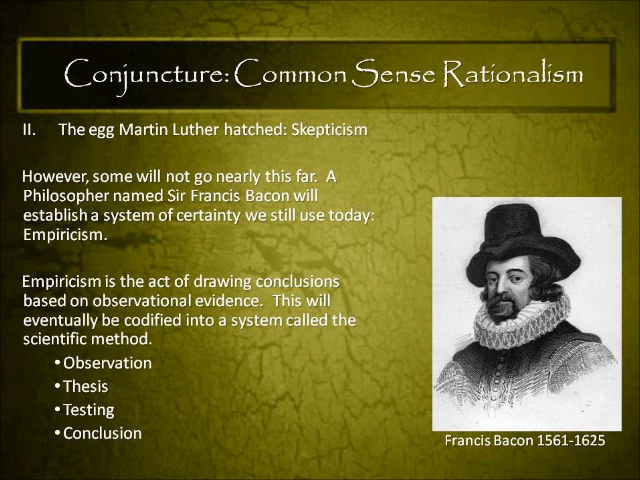 Conjuncture: Common Sense Rationalism
II. The egg Martin Luther hatched: Skepticism
However, some will not go nearly this far. A
Philosopher named Sir Francis Bacon will
establish a system of certainty we still use today:
Empiricism.
Empiricism is the act of drawing conclusions
based on observational evidence. This will
eventually be codified into a system called the
scientific method.
•Observation
•Thesis
•Testing
•Conclusion
Francis Bacon 1561-1625